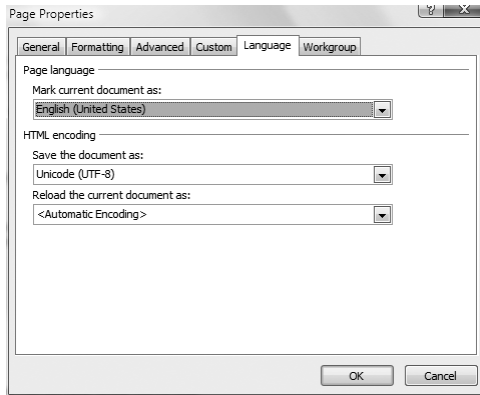 Page Properties
General Formatting Advanced Custom Language Workgroup
Page language
Mark current document as:
English (United States)
HTML encoding
Save the document as:
Unicode (UTF-8)
Reload the current document as:
<Automatic Encoding>
OK Cancel